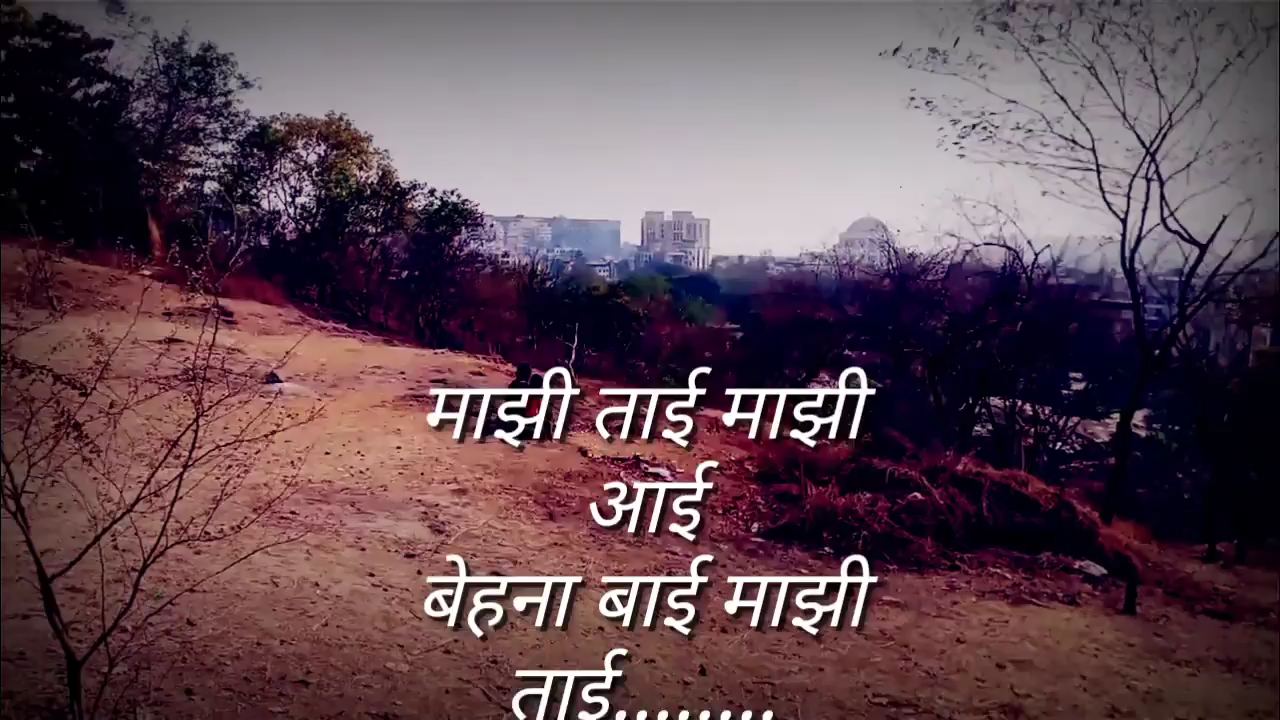 माझी ताई माझी
आई
बेहना बाई माझी
ताई........